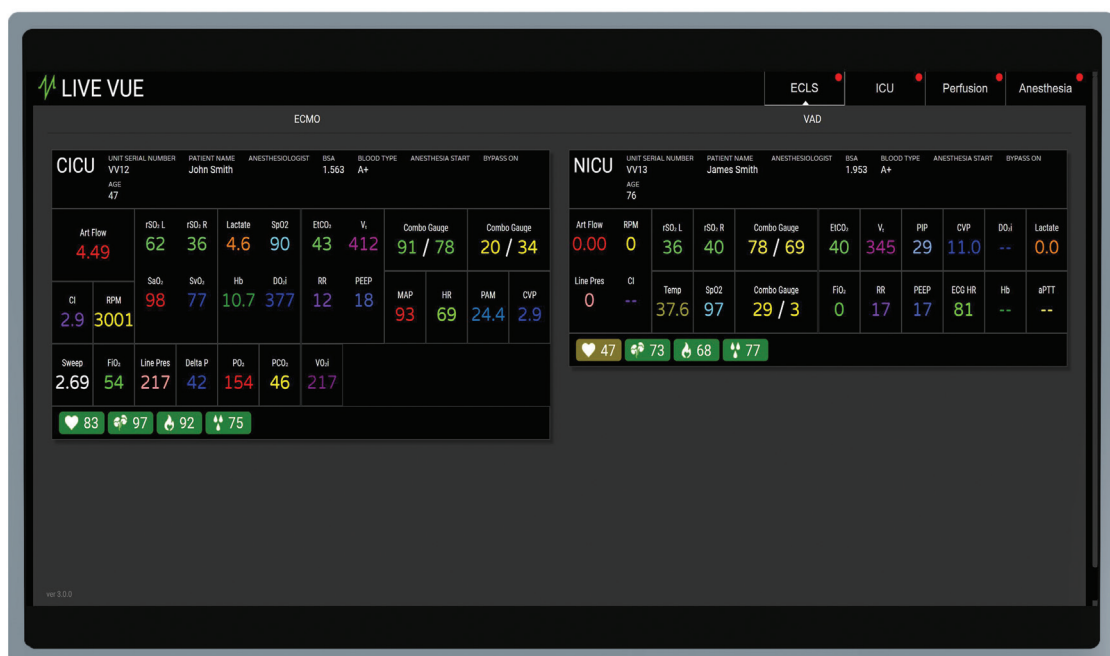 LIVE VUE
ECLS ICU Perfusion Anesthesia
ECMO
VAD
CICU
UNIT SERIAL NUMBER PATIENT NAME ANESTHESIOLOGIST BSA BLOOD TYPE ANESTHESIA START BYPASS ON
VV12 John Smith 1.563 A+
AGE
47
Art Flow rSO₂ L rSO₂ R Lactate SpO2 EtCO₂ Vₜ Combo Gauge Combo Gauge
4.49 62 36 4.6 90 43 412 91 / 78 20 / 34
SaO₂ SvO₂ Hb DO₂i RR PEEP
98 77 10.7 377 12 18
CI RPM MAP HR PAM CVP
2.9 3001 93 69 24.4 2.9
Sweep FiO₂ Line Pres Delta P PO₂ PCO₂ VO₂i
2.69 54 217 42 154 46 217
83 97 92 75
NICU
UNIT SERIAL NUMBER PATIENT NAME ANESTHESIOLOGIST BSA BLOOD TYPE ANESTHESIA START BYPASS ON
VV13 James Smith 1.953 A+
AGE
76
Art Flow RPM rSO₂ L rSO₂ R Combo Gauge EtCO₂ Vₜ PIP CVP DO₂i Lactate
0.00 0 36 40 78 / 69 40 345 29 11.0 -- 0.0
Line Pres CI Temp SpO2 Combo Gauge FiO₂ RR PEEP ECG HR Hb aPTT
0 -- 37.6 97 29 / 3 0 17 17 81 -- --
47 73 68 77
ver 3.0.0